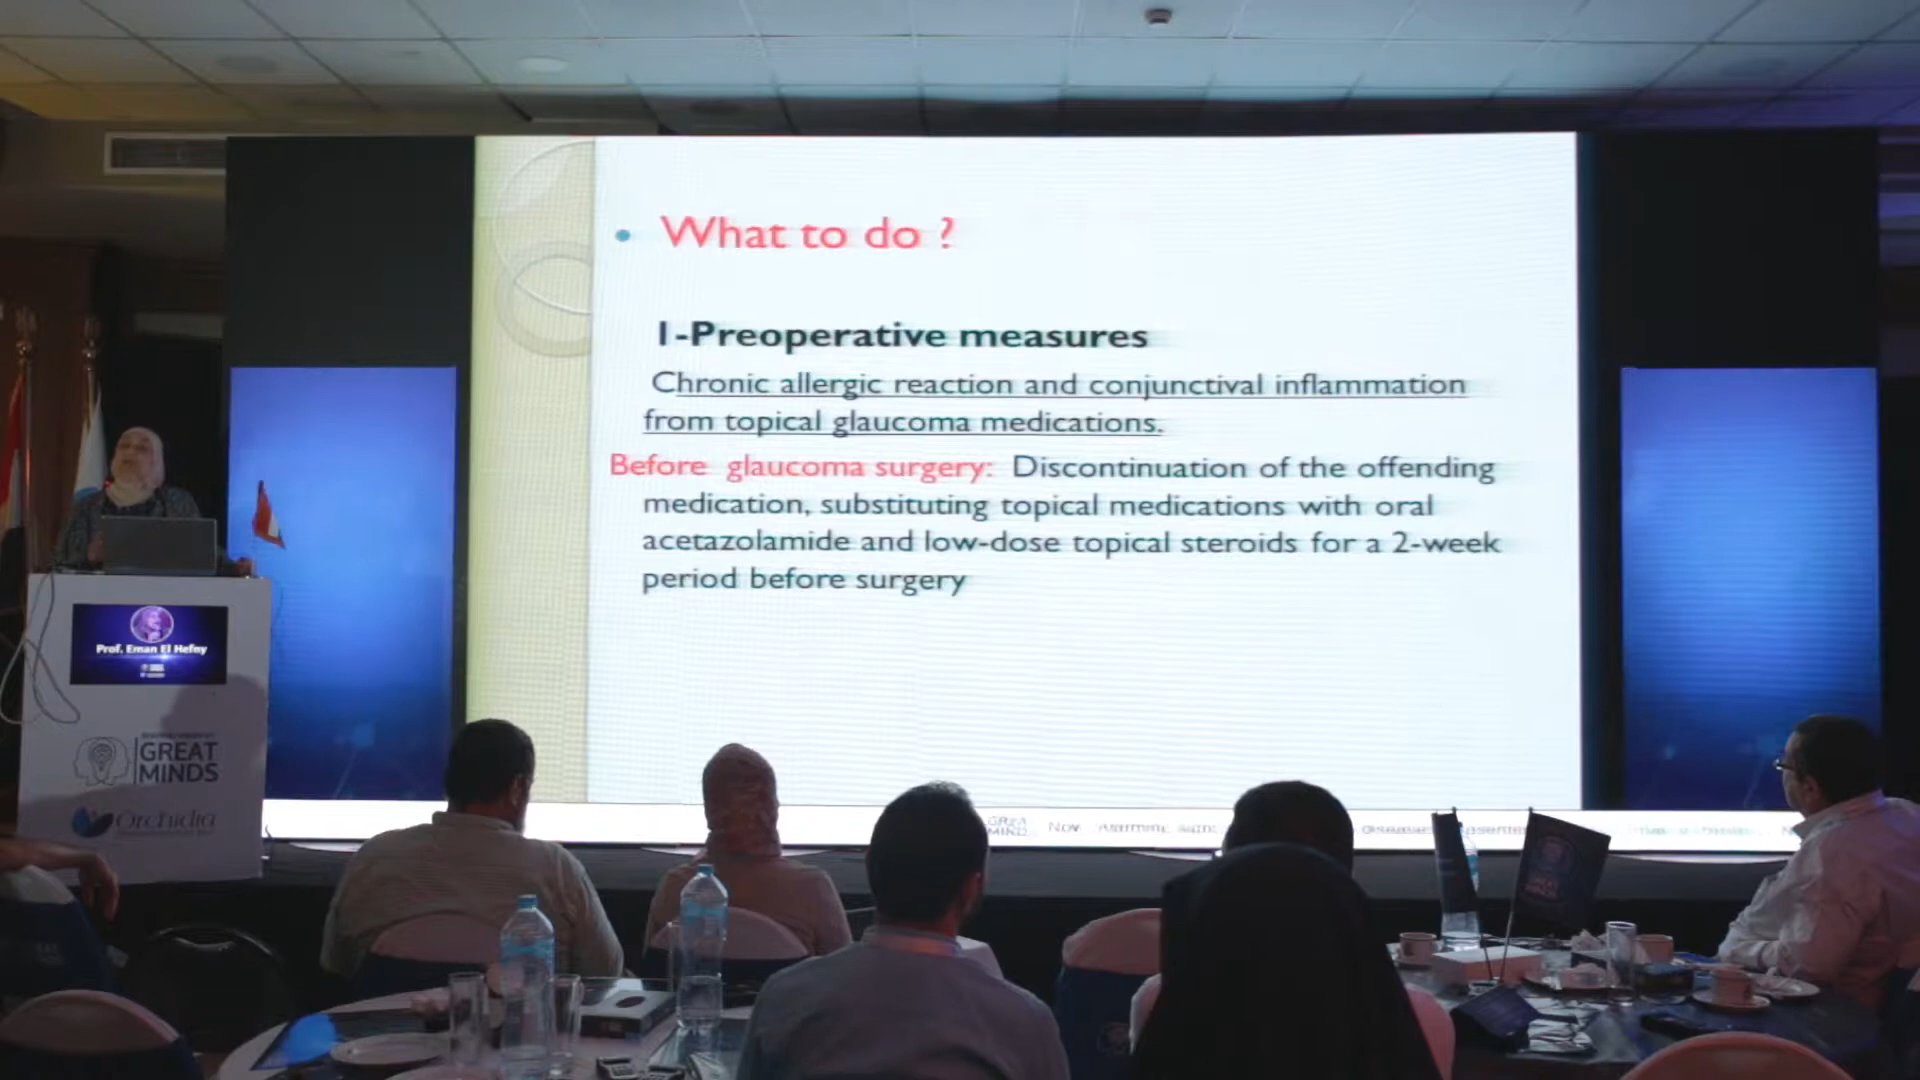 • What to do ?
1-Preoperative measures
Chronic allergic reaction and conjunctival inflammation
from topical glaucoma medications.
Before glaucoma surgery: Discontinuation of the offending
medication, substituting topical medications with oral
acetazolamide and low-dose topical steroids for a 2-week
period before surgery
Prof. Eman El Hefny
GREAT
MINDS
Orchidia